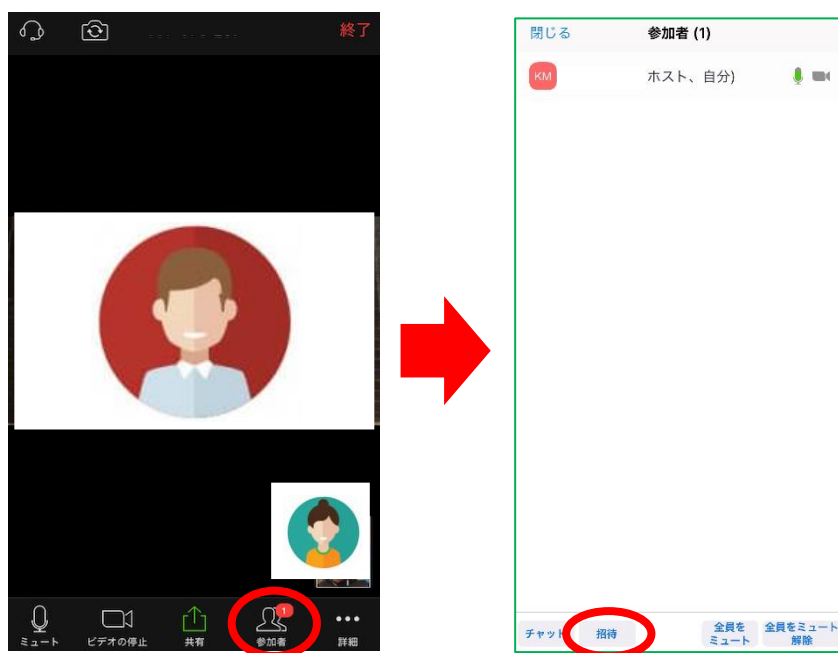 終了
1
ミュート
ビデオの停止
共有
参加者
詳細
閉じる
参加者 (1)
KM
ホスト、自分)
チャット
招待
全員を
ミュート
全員をミュート
解除